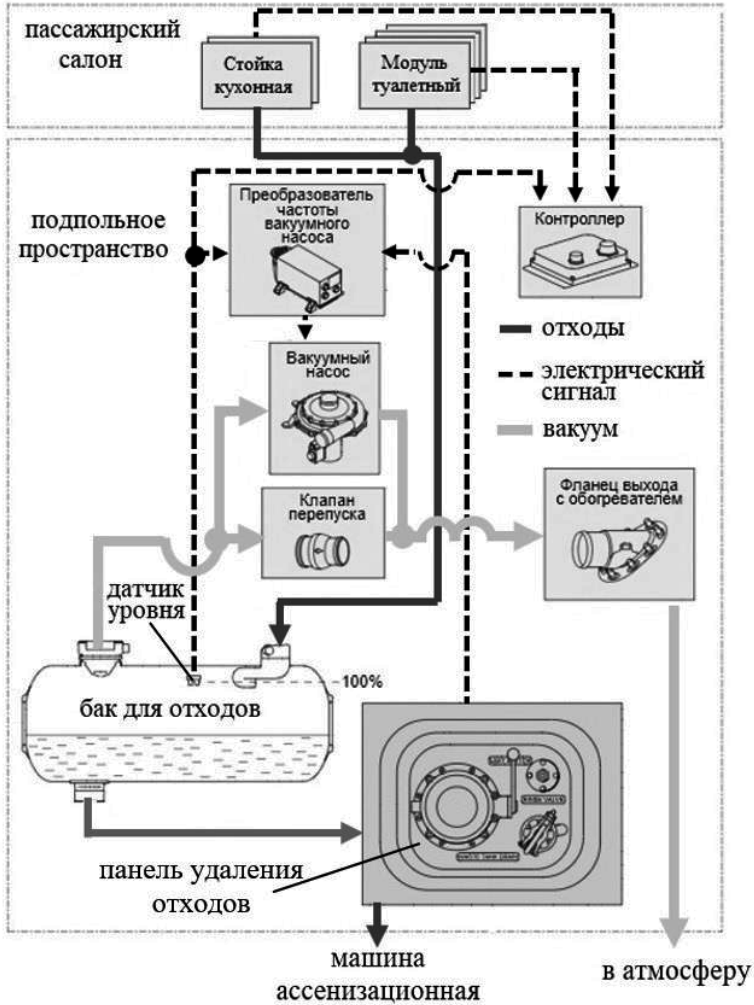 пассажирский
салон
Стойка
кухонная
Модуль
туалетный
Преобразователь
частоты
вакуумного
насоса
Контроллер
подпольное
пространство
отходы
электрический
сигнал
вакуум
Вакуумный
насос
Клапан
перепуска
Фланец выхода
с обогревателем
датчик
уровня
100%
бак для отходов
панель удаления
отходов
машина
ассенизационная
в атмосферу